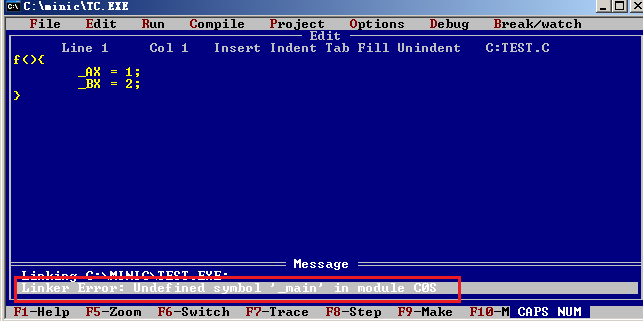 C:\minic\TC.EXE
File Edit Run Compile Project Options Debug Break/watch
Edit
Line 1 Col 1 Insert Indent Tab Fill Unindent C:TEST.C
f(){
_AX = 1;
_BX = 2;
}
Message
Linking C:\MINIC\TEST.EXE:
Linker Error: Undefined symbol '_main' in module C0S
F1-Help F5-Zoom F6-Switch F7-Trace F8-Step F9-Make F10-M CAPS NUM